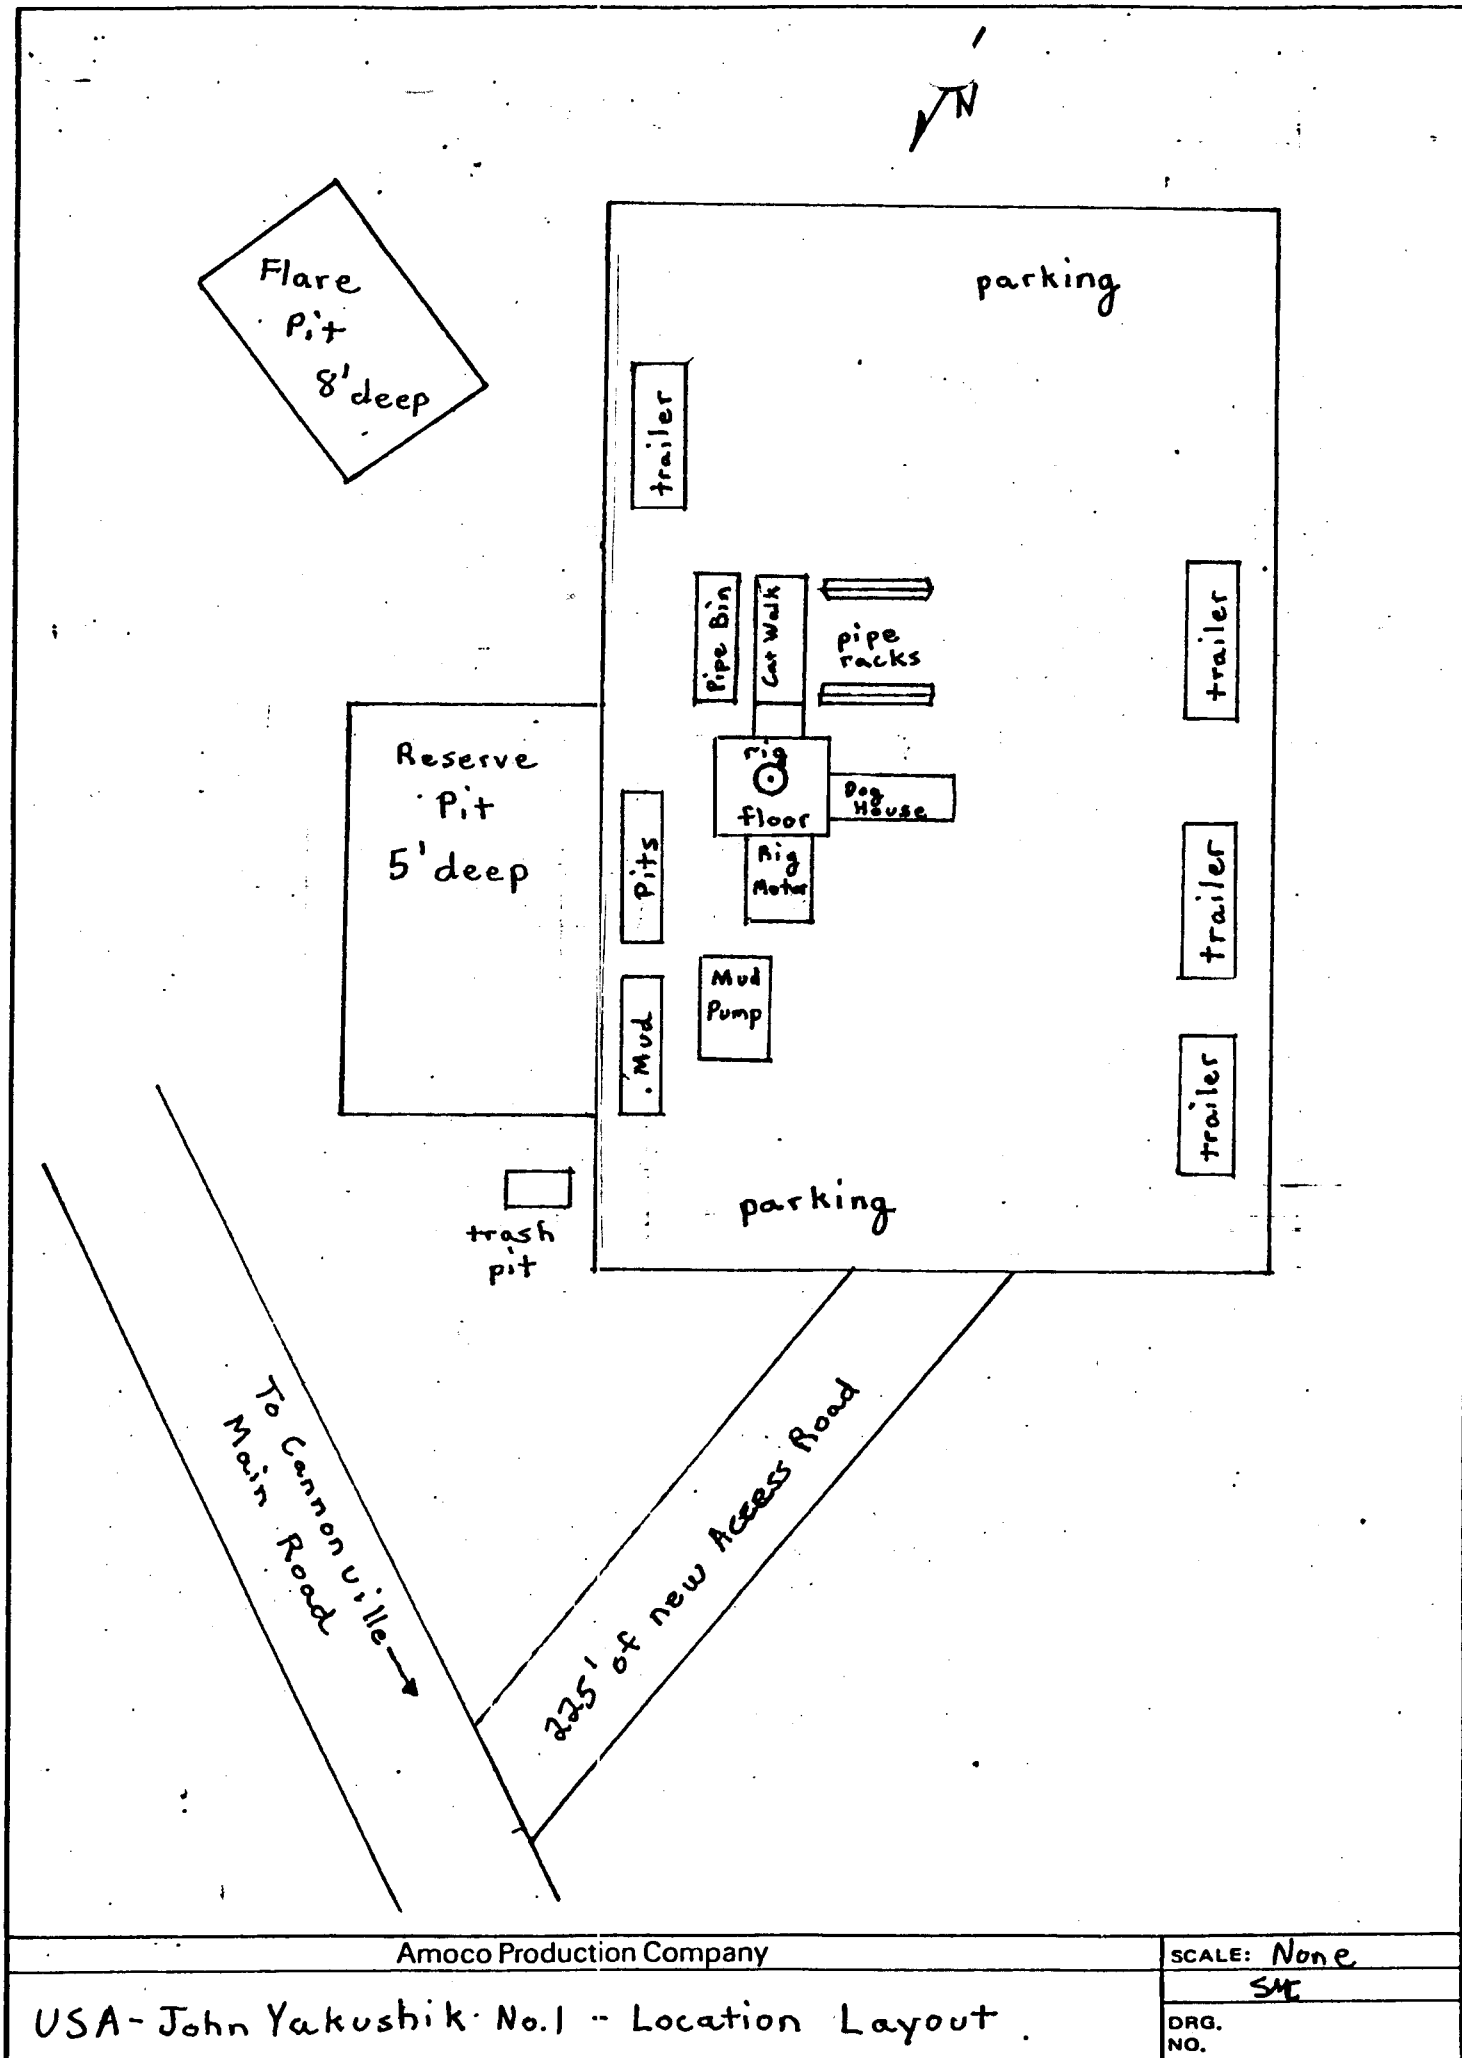 N
Flare
Pit
8' deep
parking
trailer
Pipe Bin
Cat Walk
pipe
racks
trailer
Reserve
Pit
5' deep
rig
floor
Dog
House
Rig
Motor
Pits
trailer
Mud
Pump
Mud
trailer
parking
trash
pit
To Cannonville
Main Road
225' of new Access Road
Amoco Production Company
SCALE: None
USA - John Yakushik No.1 -- Location Layout
DRG.
NO.